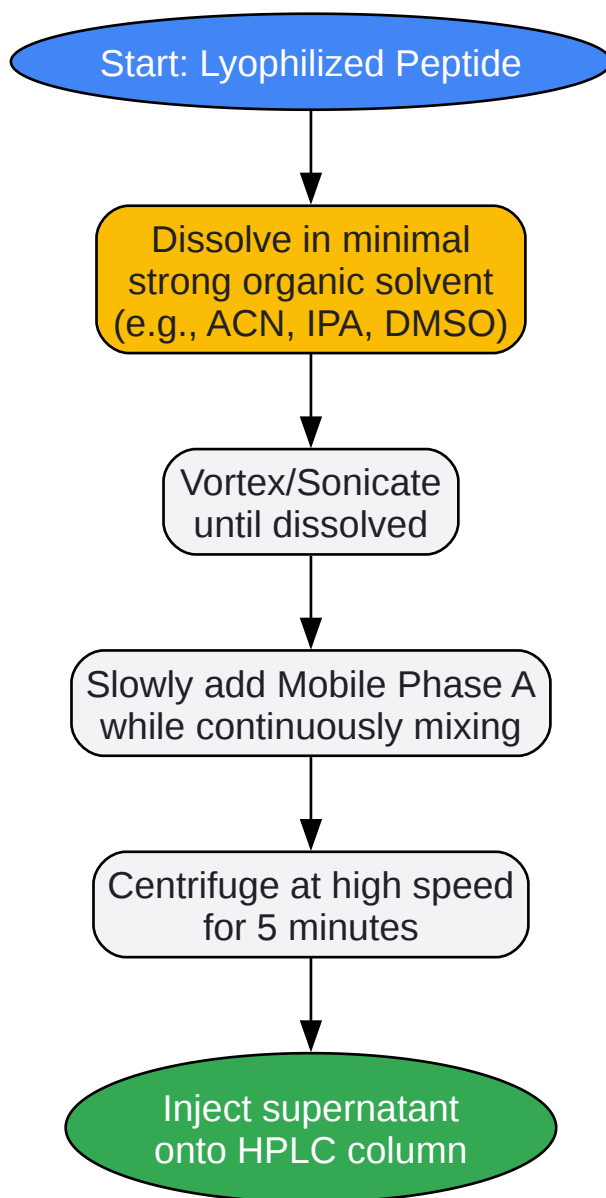 Start: Lyophilized Peptide
Dissolve in minimal
strong organic solvent
(e.g., ACN, IPA, DMSO)
Vortex/Sonicate
until dissolved
Slowly add Mobile Phase A
while continuously mixing
Centrifuge at high speed
for 5 minutes
Inject supernatant
onto HPLC column